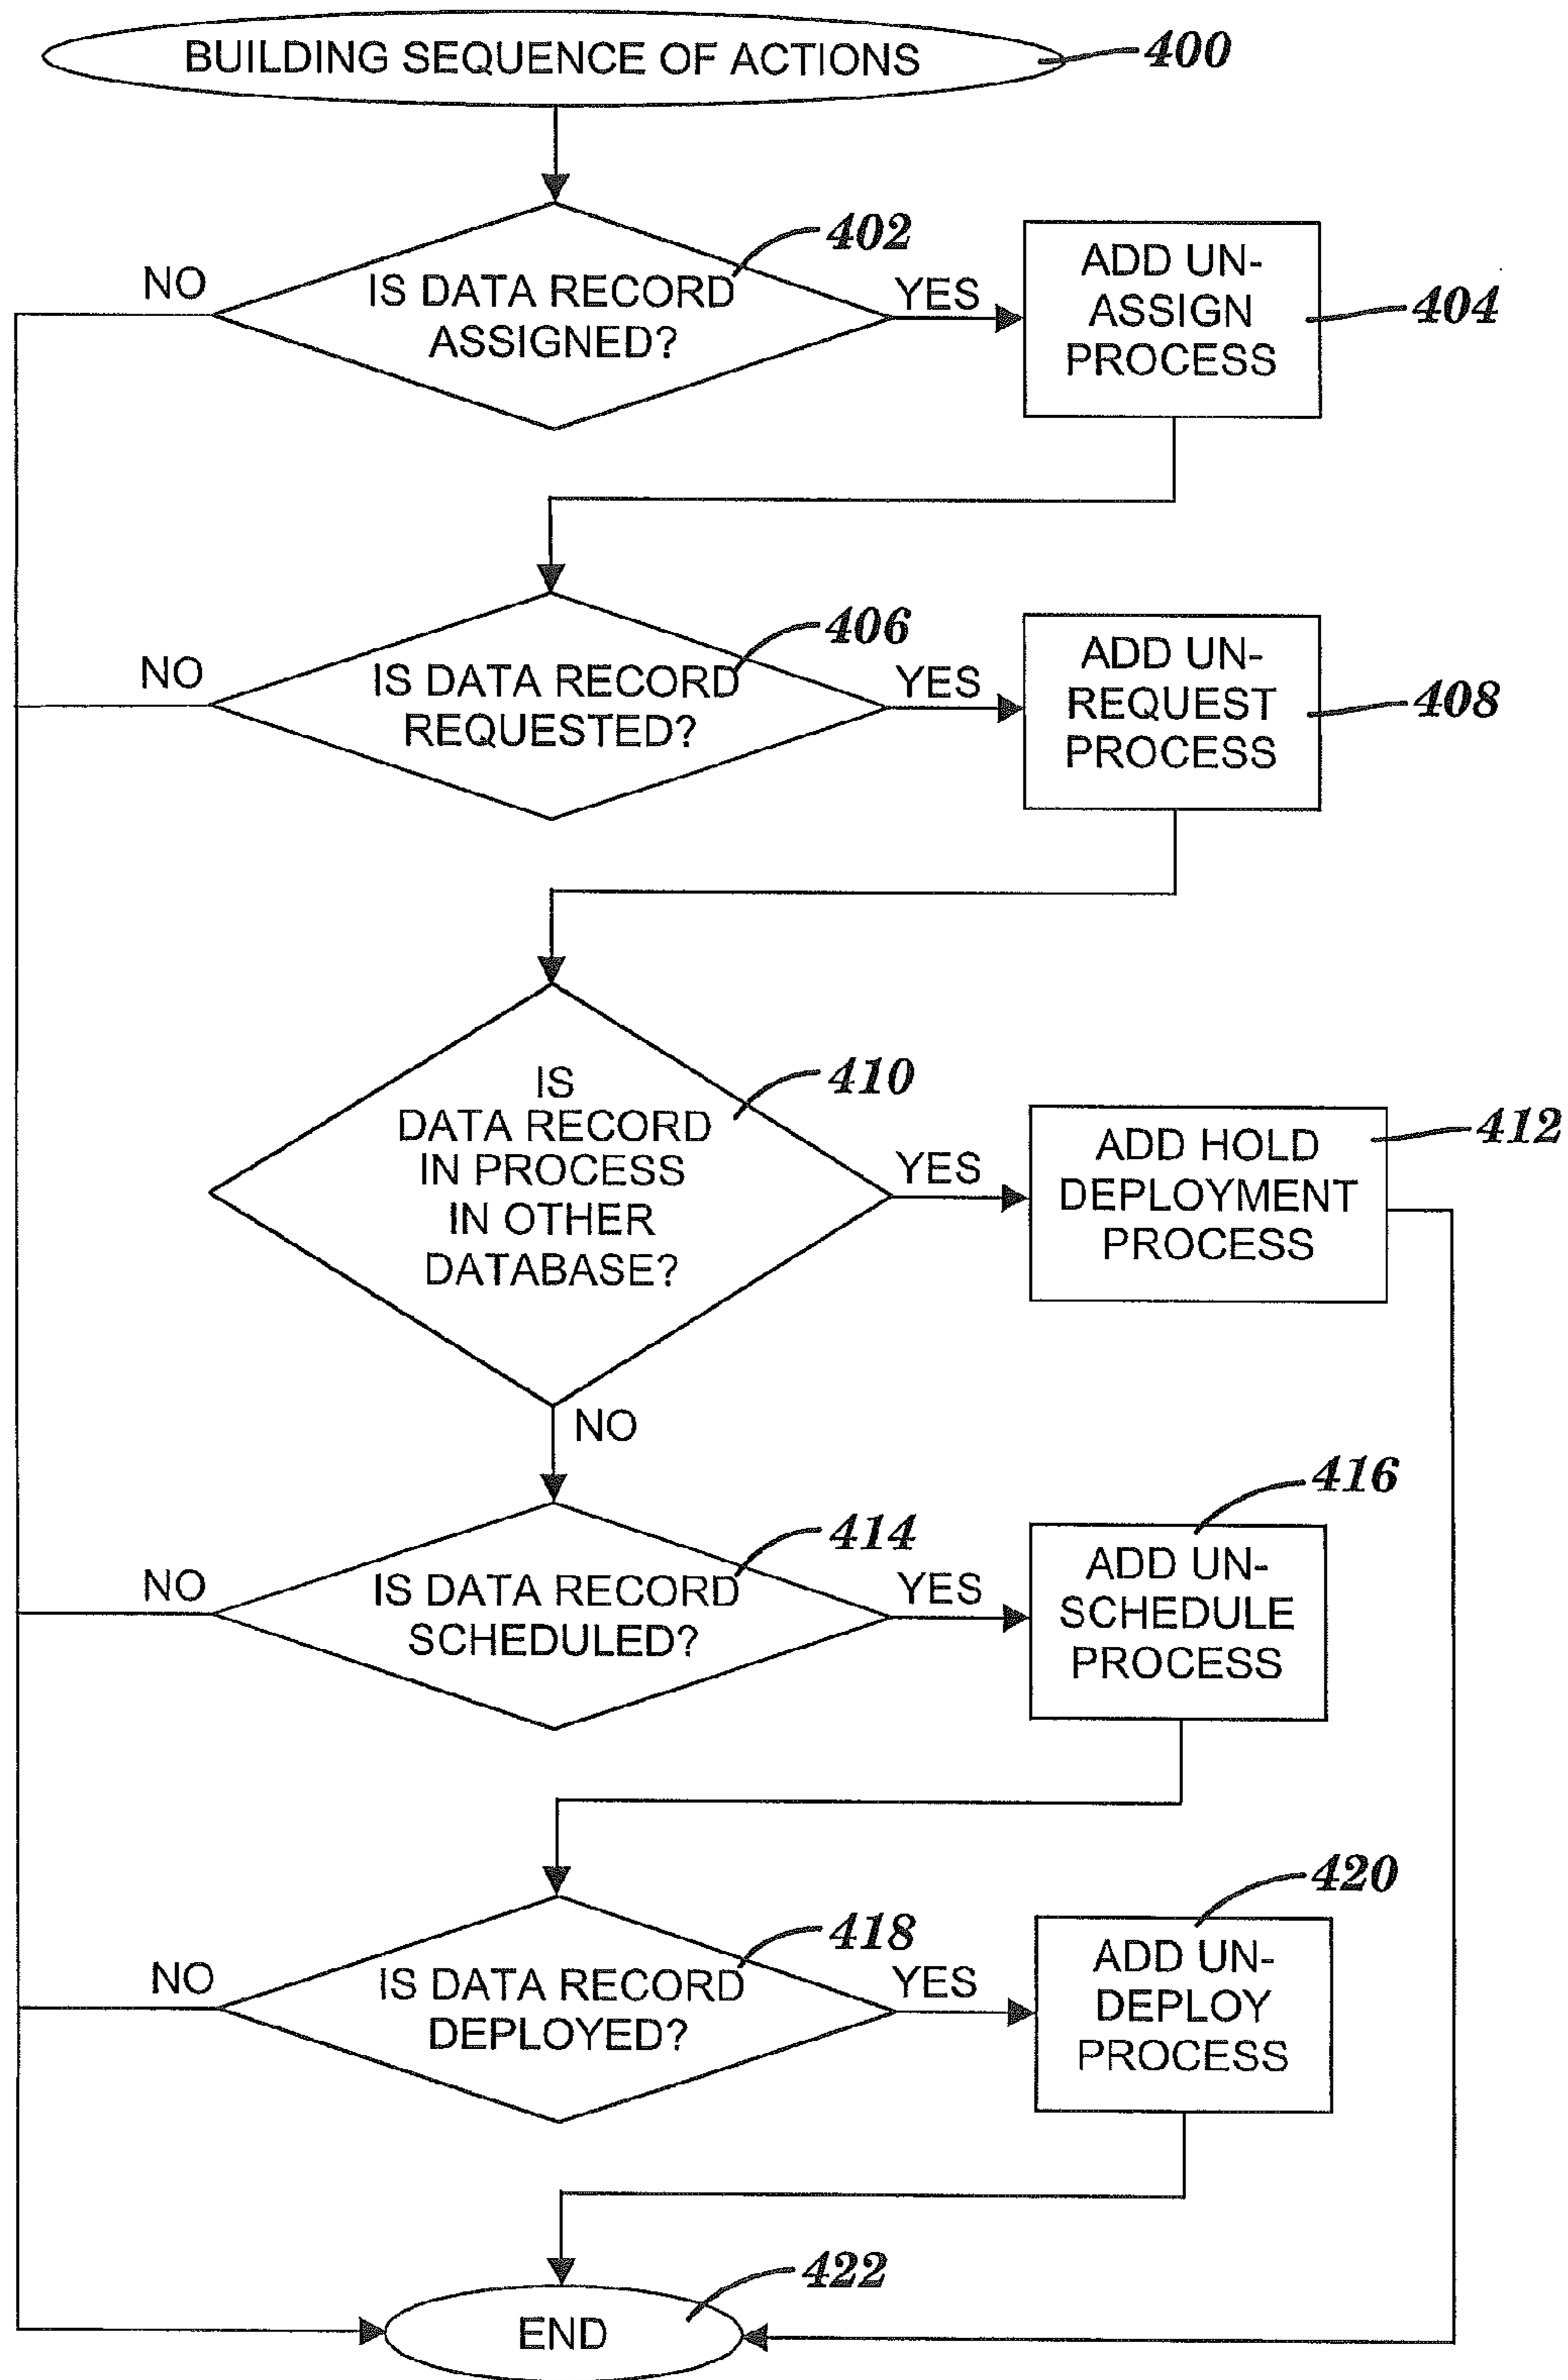 BUILDING SEQUENCE OF ACTIONS
400
402
IS DATA RECORD
ASSIGNED?
NO
YES
ADD UN-
ASSIGN
PROCESS
404
406
IS DATA RECORD
REQUESTED?
NO
YES
ADD UN-
REQUEST
PROCESS
408
410
IS
DATA RECORD
IN PROCESS
IN OTHER
DATABASE?
YES
ADD HOLD
DEPLOYMENT
PROCESS
412
NO
414
IS DATA RECORD
SCHEDULED?
NO
YES
416
ADD UN-
SCHEDULE
PROCESS
418
IS DATA RECORD
DEPLOYED?
NO
YES
420
ADD UN-
DEPLOY
PROCESS
422
END